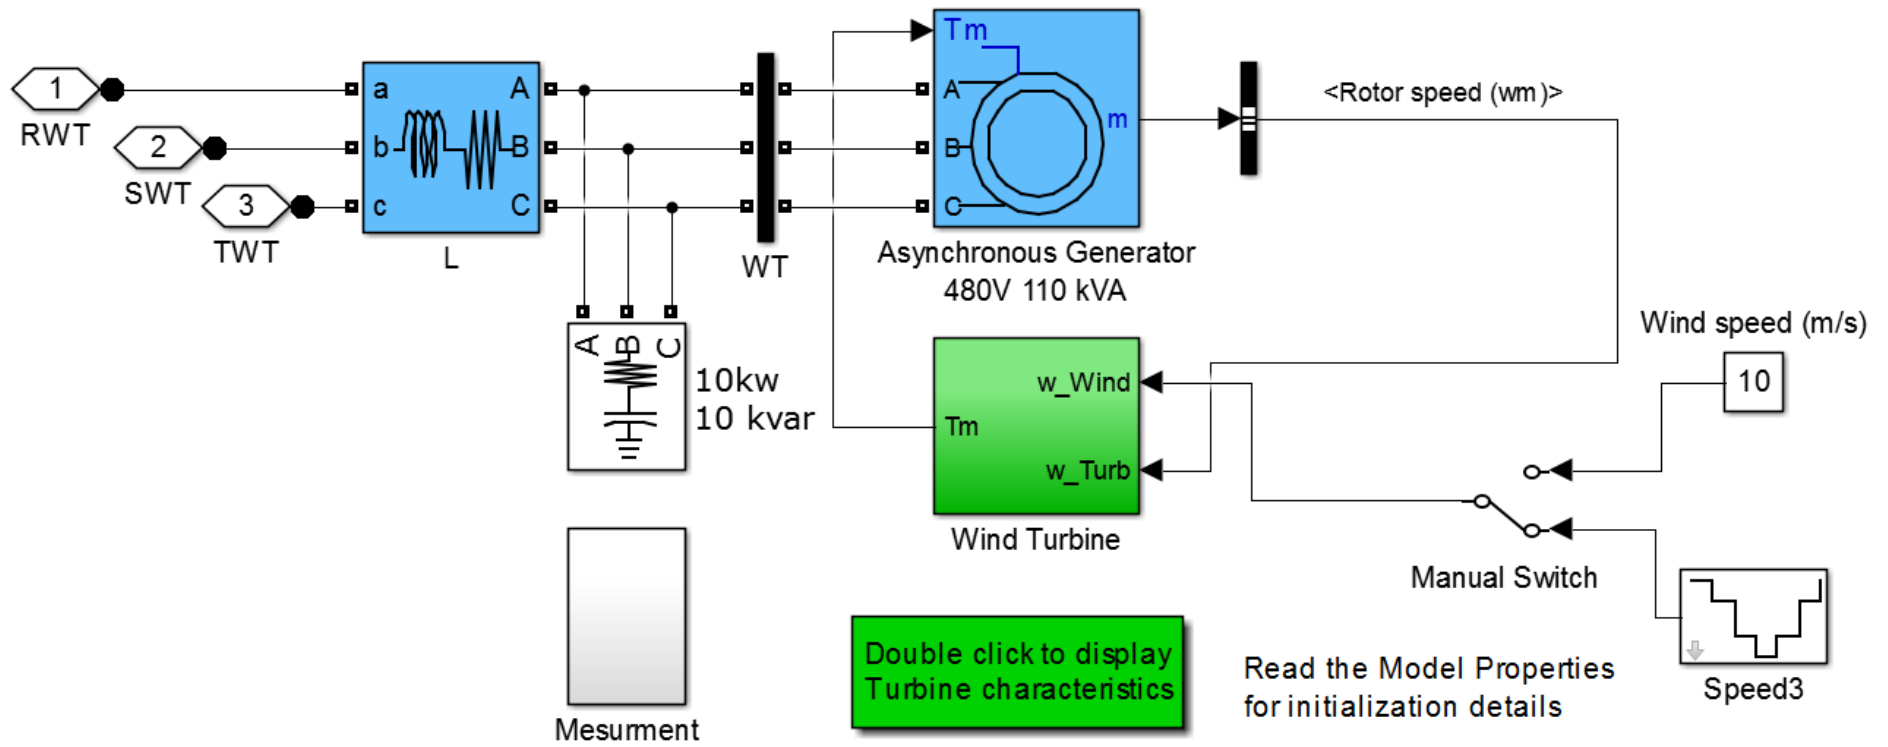 1
RWT
2
SWT
3
TWT
a
b
c
A
B
C
L
A
B
C
10kw
10 kvar
WT
Tm
A
B
C
m
Asynchronous Generator
480V 110 kVA
<Rotor speed (wm)>
w_Wind
Tm
w_Turb
Wind Turbine
Wind speed (m/s)
10
Manual Switch
Speed3
Mesurment
Double click to display
Turbine characteristics
Read the Model Properties
for initialization details